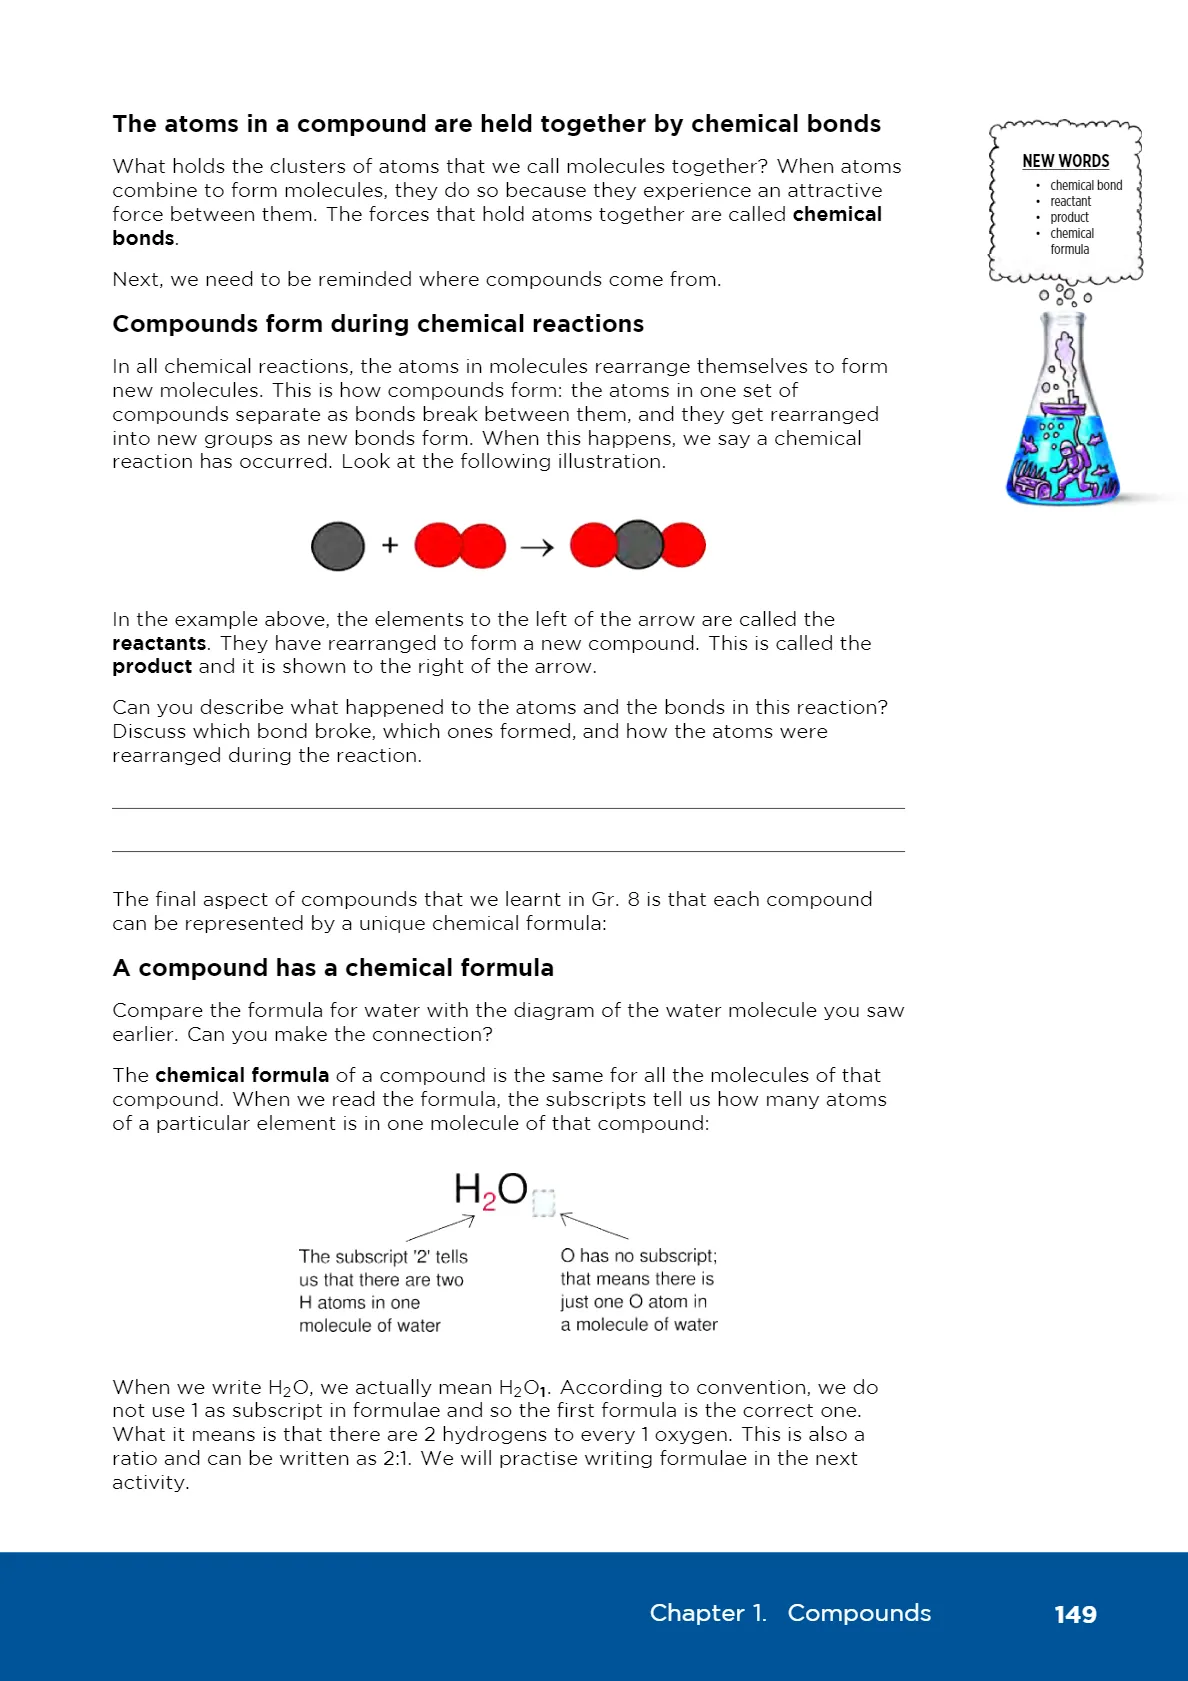 The atoms in a compound are held together by chemical bonds
What holds the clusters of atoms that we call molecules together? When atoms
combine to form molecules, they do so because they experience an attractive
force between them. The forces that hold atoms together are called chemical
bonds.
Next, we need to be reminded where compounds come from.
Compounds form during chemical reactions
In all chemical reactions, the atoms in molecules rearrange themselves to form
new molecules. This is how compounds form: the atoms in one set of
compounds separate as bonds break between them, and they get rearranged
into new groups as new bonds form. When this happens, we say a chemical
reaction has occurred. Look at the following illustration.
+ →
In the example above, the elements to the left of the arrow are called the
reactants. They have rearranged to form a new compound. This is called the
product and it is shown to the right of the arrow.
Can you describe what happened to the atoms and the bonds in this reaction?
Discuss which bond broke, which ones formed, and how the atoms were
rearranged during the reaction.
The final aspect of compounds that we learnt in Gr. 8 is that each compound
can be represented by a unique chemical formula:
A compound has a chemical formula
Compare the formula for water with the diagram of the water molecule you saw
earlier. Can you make the connection?
The chemical formula of a compound is the same for all the molecules of that
compound. When we read the formula, the subscripts tell us how many atoms
of a particular element is in one molecule of that compound:
H₂O
The subscript '2' tells
us that there are two
H atoms in one
molecule of water
O has no subscript;
that means there is
just one O atom in
a molecule of water
When we write H₂O, we actually mean H₂O₁. According to convention, we do
not use 1 as subscript in formulae and so the first formula is the correct one.
What it means is that there are 2 hydrogens to every 1 oxygen. This is also a
ratio and can be written as 2:1. We will practise writing formulae in the next
activity.
NEW WORDS
• chemical bond
• reactant
• product
• chemical
formula
Chapter 1. Compounds 149